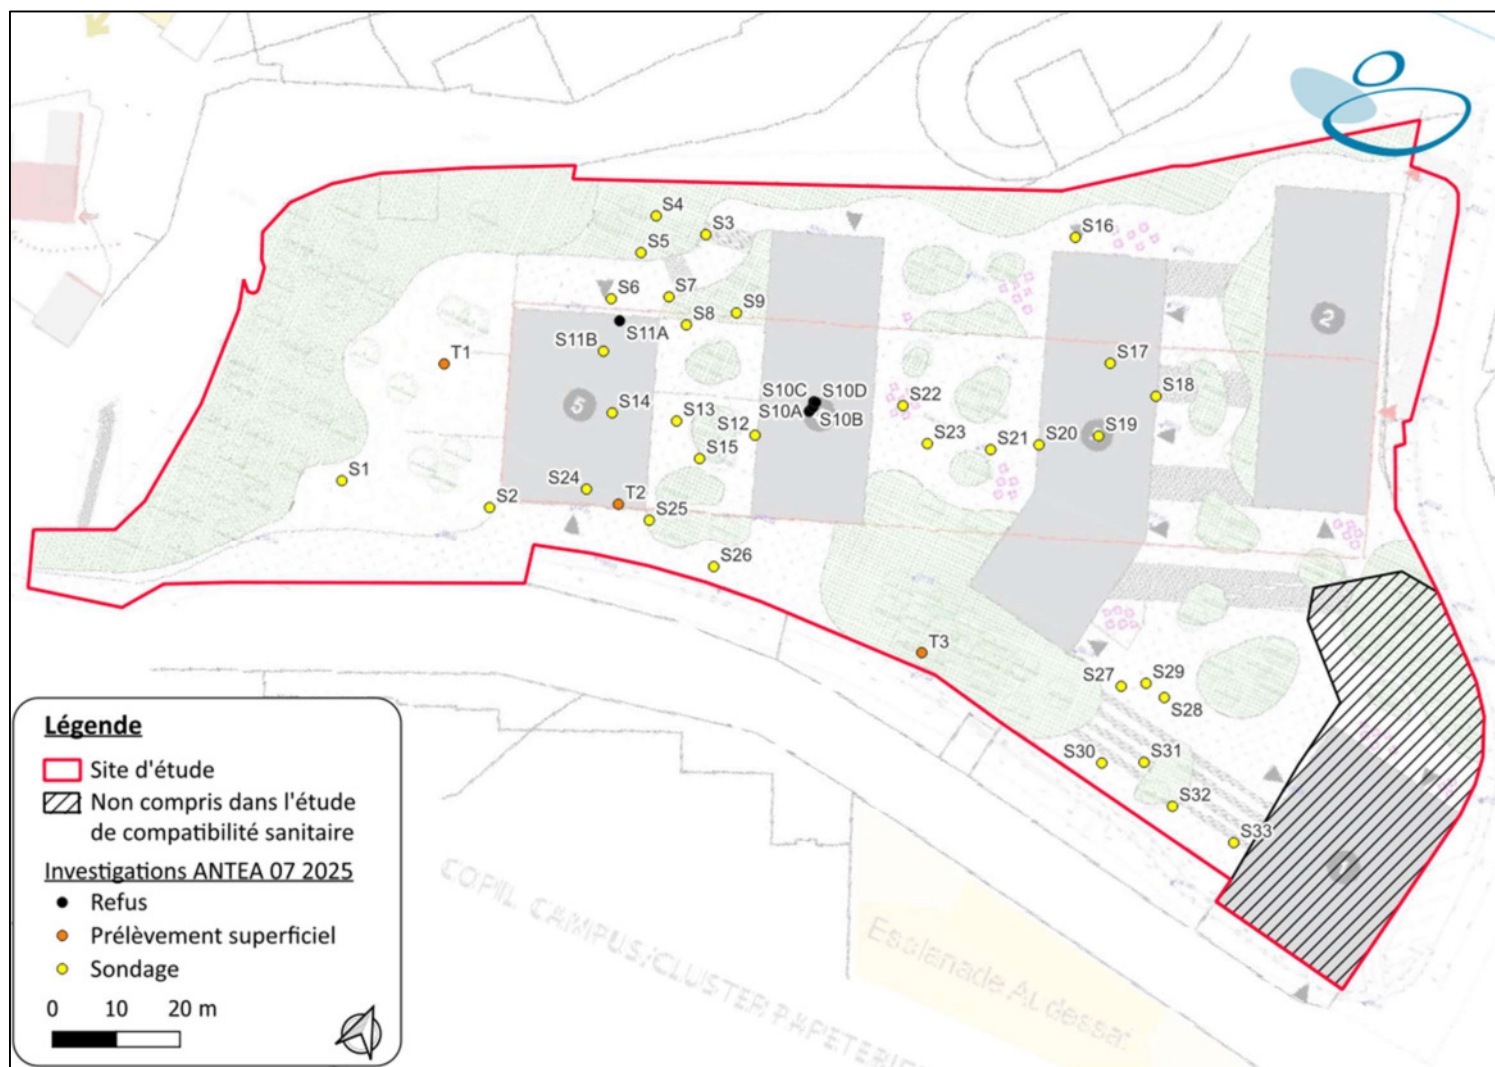 S4
S3
S5
S16
2
S6
S7
S9
S8
S11A
S11B
T1
S17
S18
S10C
S10D
S10A
S10B
S22
5
S14
S13
S12
S23
S21
S20
S19
S15
S1
S24
S2
T2
S25
S26
T3
S27
S29
S28
S30
S31
S32
S33
1
Légende
Site d'étude
Non compris dans l'étude
de compatibilité sanitaire
Investigations ANTEA 07 2025
Refus
Prélèvement superficiel
Sondage
0 10 20 m
COPIL CAMPUS/CLUSTER PAPETERIE
Esplanade